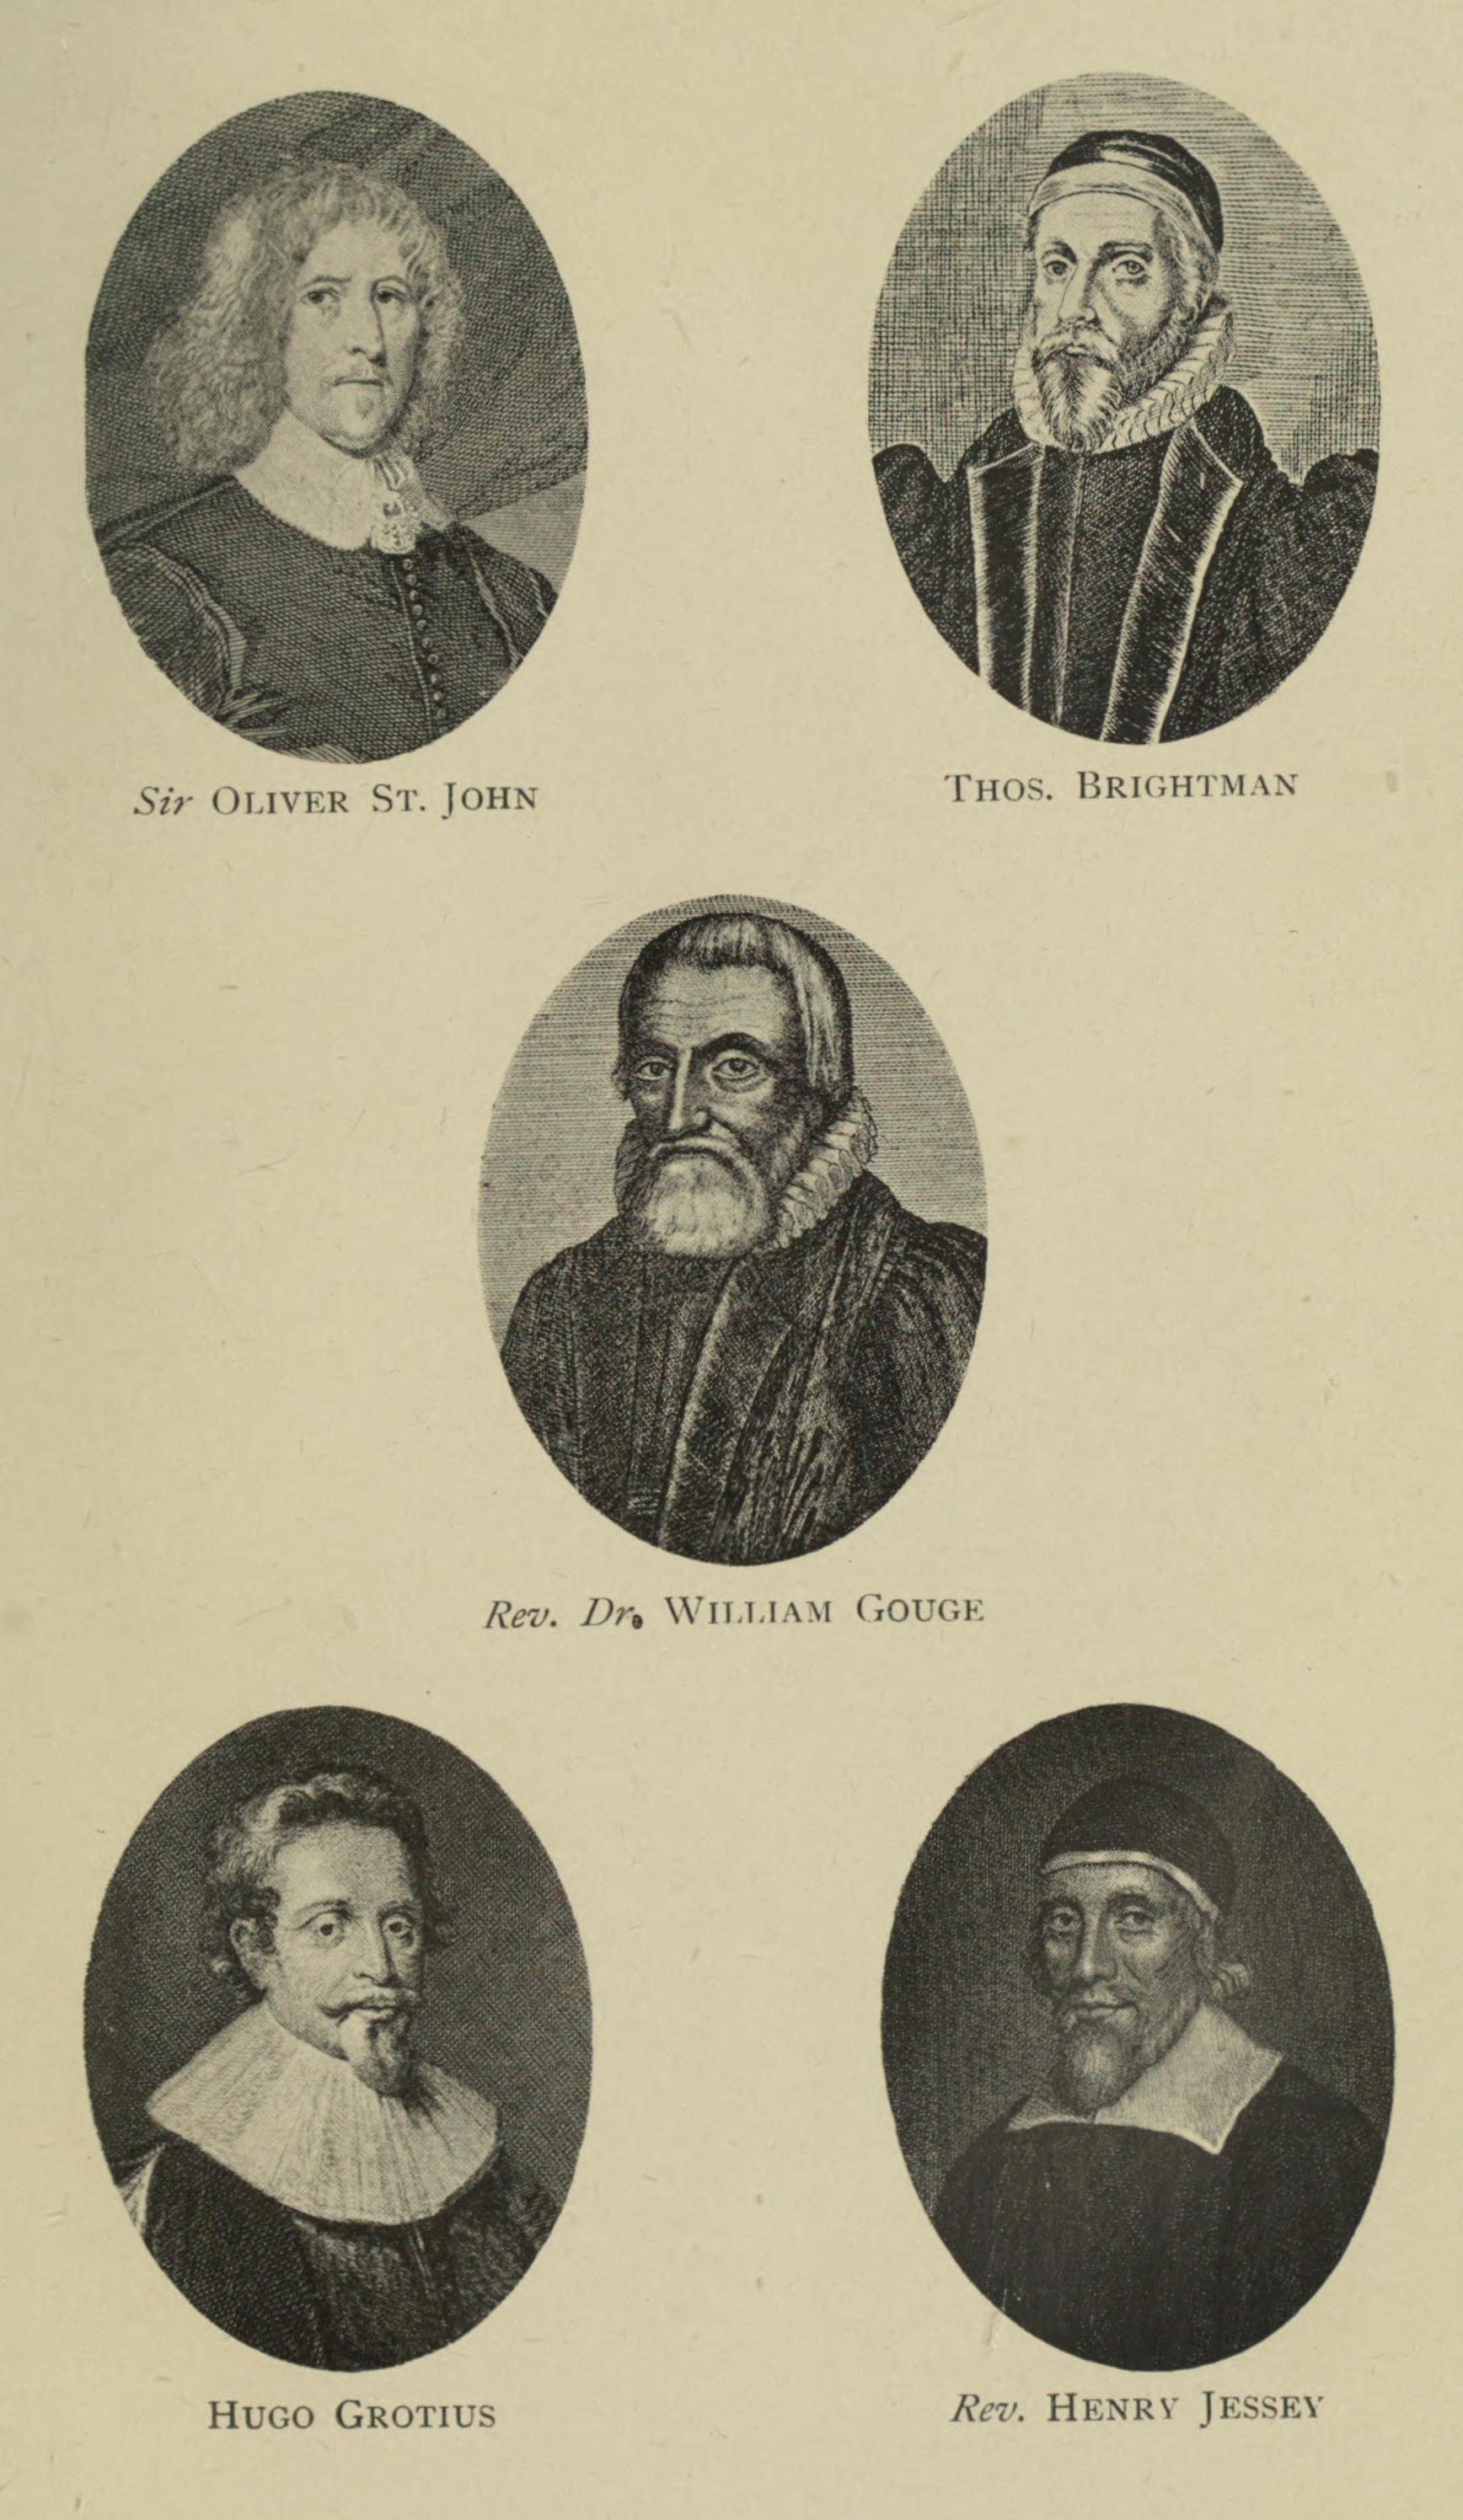 Sir OLIVER ST. JOHN
THOS. BRIGHTMAN
Rev. Dr. WILLIAM GOUGE
HUGO GROTIUS
Rev. HENRY JESSEY